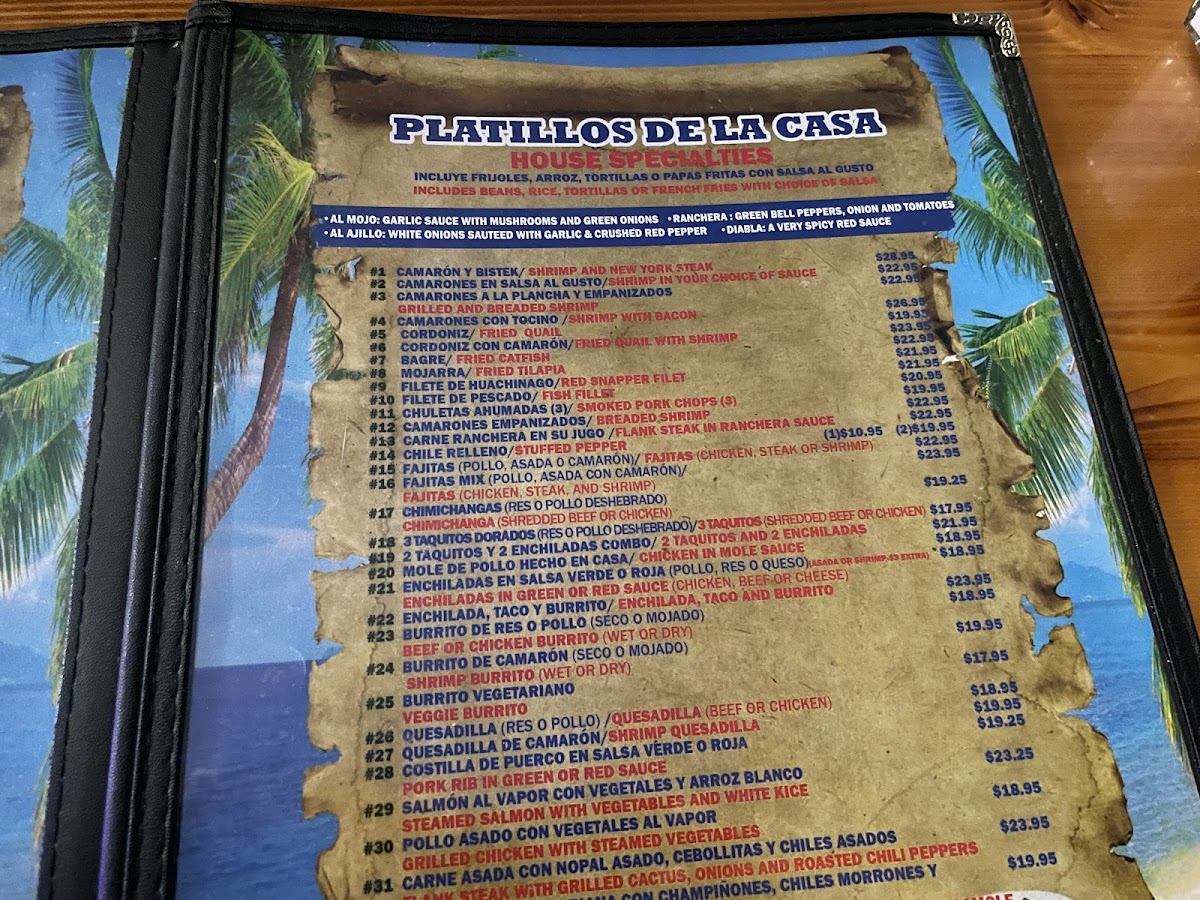 PLATILLOS DE LA CASA
HOUSE SPECIALTIES
INCLUYE FRIJOLES, ARROZ, TORTILLAS O PAPAS FRITAS CON SALSA AL GUSTO
INCLUDES BEANS, RICE, TORTILLAS OR FRENCH FRIES WITH CHOICE OF SALSA
• AL MOJO: GARLIC SAUCE WITH MUSHROOMS AND GREEN ONIONS • RANCHERA : GREEN BELL PEPPERS, ONION AND TOMATOES
• AL AJILLO: WHITE ONIONS SAUTEED WITH GARLIC & CRUSHED RED PEPPER • DIABLA: A VERY SPICY RED SAUCE
#1 CAMARÓN Y BISTEK/ SHRIMP AND NEW YORK STEAK $28.95
#2 CAMARONES EN SALSA AL GUSTO/SHRIMP IN YOUR CHOICE OF SAUCE $22.95
#3 CAMARONES A LA PLANCHA Y EMPANIZADOS $22.95
GRILLED AND BREADED SHRIMP
#4 CAMARONES CON TOCINO /SHRIMP WITH BACON $26.95
#5 CORDONIZ/ FRIED QUAIL $19.95
#6 CORDONIZ CON CAMARÓN/FRIED QUAIL WITH SHRIMP $23.95
#7 BAGRE/ FRIED CATFISH $22.95
#8 MOJARRA/ FRIED TILAPIA $21.95
#9 FILETE DE HUACHINAGO/RED SNAPPER FILET $21.95
#10 FILETE DE PESCADO/ FISH FILLET $20.95
#11 CHULETAS AHUMADAS (3)/ SMOKED PORK CHOPS (3) $19.95
#12 CAMARONES EMPANIZADOS/ BREADED SHRIMP $22.95
#13 CARNE RANCHERA EN SU JUGO /FLANK STEAK IN RANCHERA SAUCE $22.95
#14 CHILE RELLENO/STUFFED PEPPER (1)$10.95 (2)$19.95
#15 FAJITAS (POLLO, ASADA O CAMARÓN)/ FAJITAS (CHICKEN, STEAK OR SHRIMP) $22.95
#16 FAJITAS MIX (POLLO, ASADA CON CAMARÓN)/ $23.95
FAJITAS (CHICKEN, STEAK, AND SHRIMP)
#17 CHIMICHANGAS (RES O POLLO DESHEBRADO) $19.25
CHIMICHANGA (SHREDDED BEEF OR CHICKEN)
#18 3 TAQUITOS DORADOS (RES O POLLO DESHEBRADO)/3 TAQUITOS (SHREDDED BEEF OR CHICKEN) $17.95
#19 2 TAQUITOS Y 2 ENCHILADAS COMBO/ 2 TAQUITOS AND 2 ENCHILADAS $21.95
#20 MOLE DE POLLO HECHO EN CASA/ CHICKEN IN MOLE SAUCE $18.95
#21 ENCHILADAS EN SALSA VERDE O ROJA (POLLO, RES O QUESO)(ASADA OR SHRIMP $3 EXTRA) * $18.95
ENCHILADAS IN GREEN OR RED SAUCE (CHICKEN, BEEF OR CHEESE)
#22 ENCHILADA, TACO Y BURRITO/ ENCHILADA, TACO AND BURRITO $23.95
#23 BURRITO DE RES O POLLO (SECO O MOJADO) $18.95
BEEF OR CHICKEN BURRITO (WET OR DRY)
#24 BURRITO DE CAMARÓN (SECO O MOJADO) $19.95
SHRIMP BURRITO (WET OR DRY)
#25 BURRITO VEGETARIANO $17.95
VEGGIE BURRITO
#26 QUESADILLA (RES O POLLO) /QUESADILLA (BEEF OR CHICKEN) $18.95
#27 QUESADILLA DE CAMARÓN/SHRIMP QUESADILLA $19.95
#28 COSTILLA DE PUERCO EN SALSA VERDE O ROJA $19.25
PORK RIB IN GREEN OR RED SAUCE
#29 SALMÓN AL VAPOR CON VEGETALES Y ARROZ BLANCO $23.25
STEAMED SALMON WITH VEGETABLES AND WHITE KICE
#30 POLLO ASADO CON VEGETALES AL VAPOR $18.95
GRILLED CHICKEN WITH STEAMED VEGETABLES
#31 CARNE ASADA CON NOPAL ASADO, CEBOLLITAS Y CHILES ASADOS $23.95
FLANK STEAK WITH GRILLED CACTUS, ONIONS AND ROASTED CHILI PEPPERS
CON CHAMPIÑONES, CHILES MORRONES Y $19.95